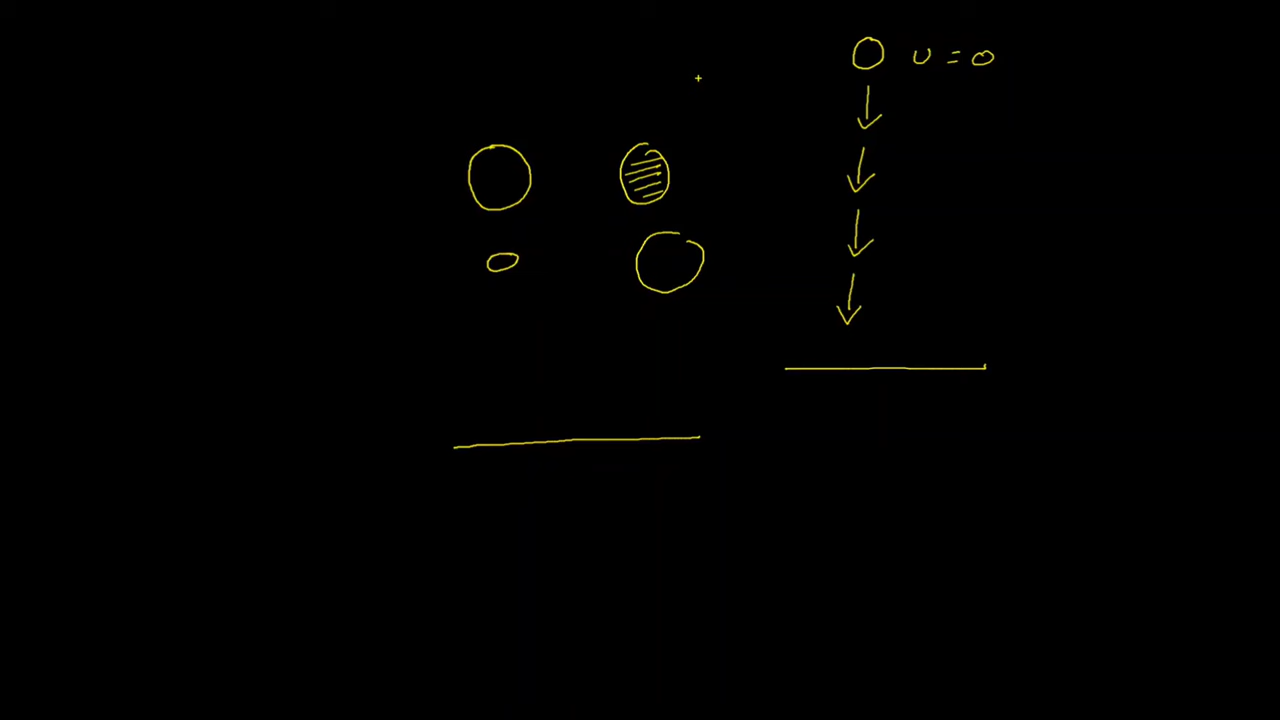 u = 0